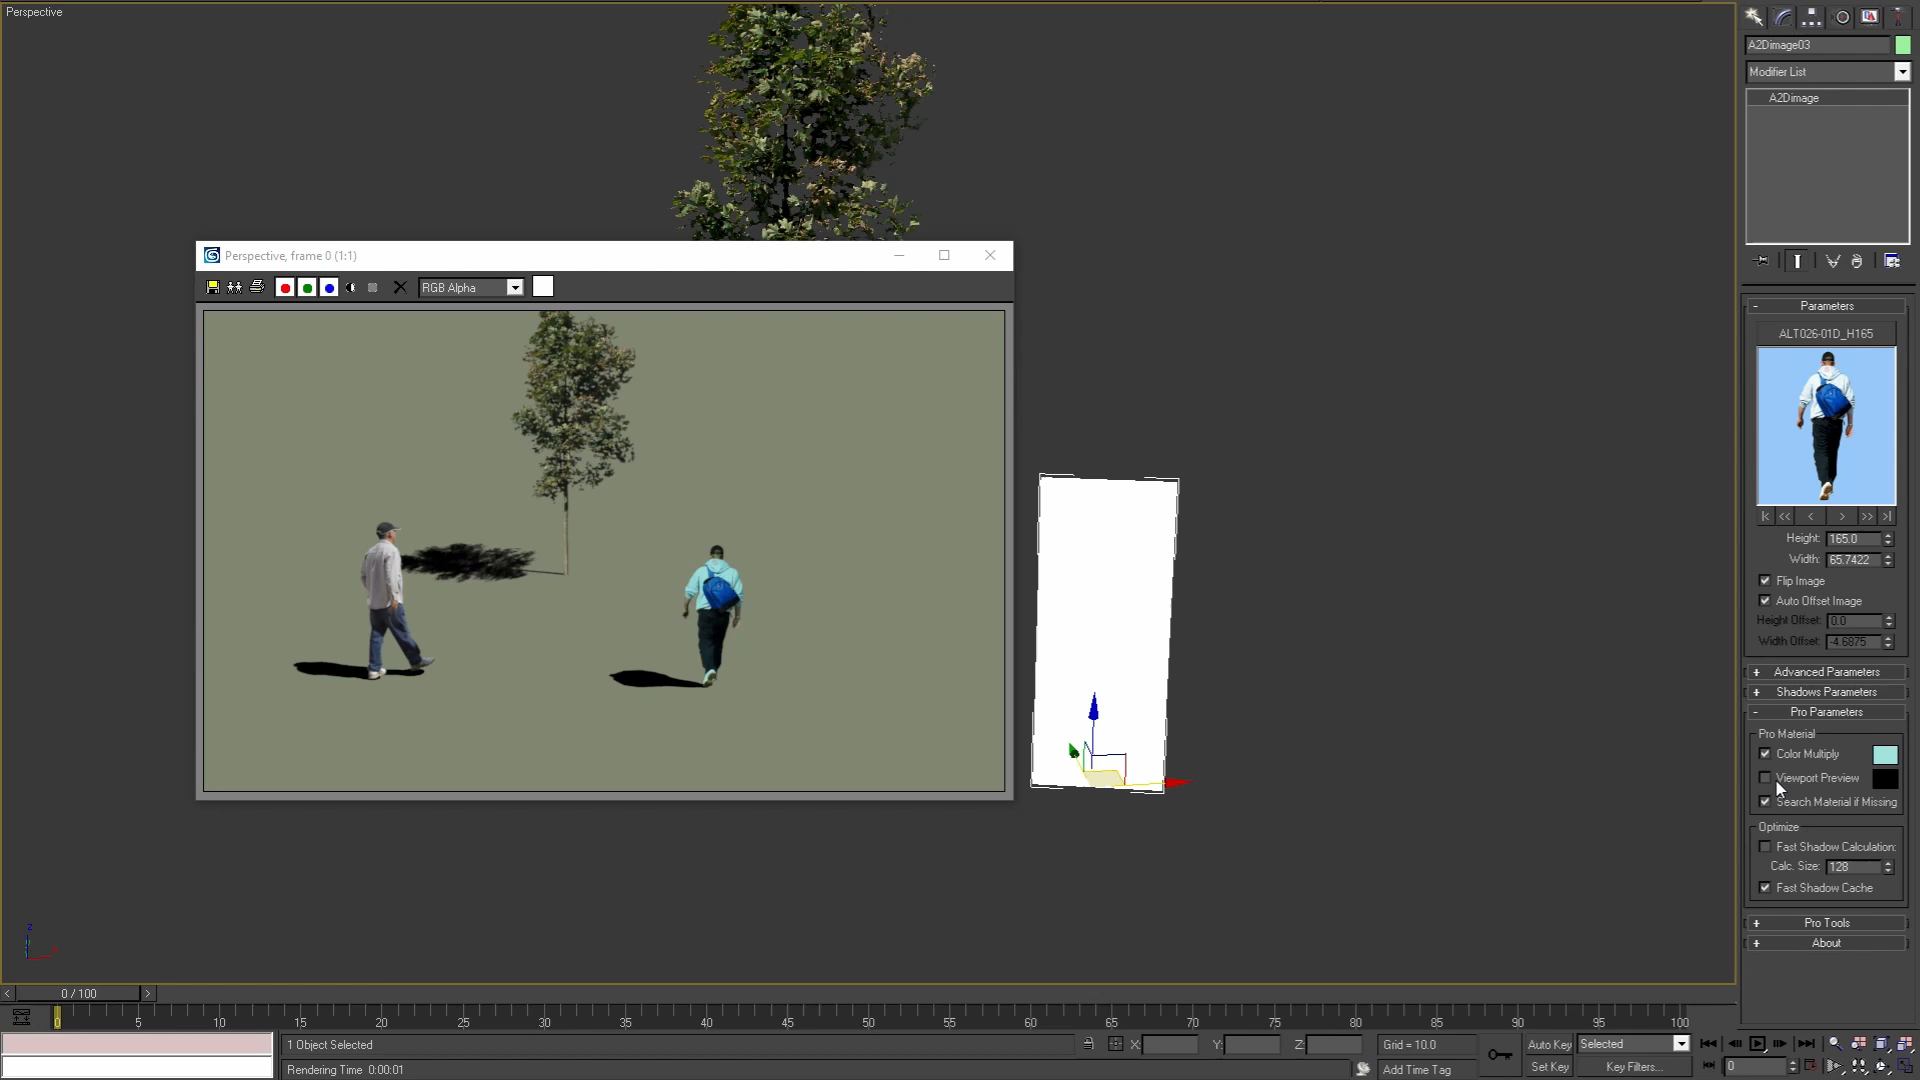 Perspective
A2Dimage03
Modifier List
A2Dimage
Perspective, frame 0 (1:1)
RGB Alpha
Parameters
ALT026-01D_H165
|< << < > >> >|
Height: 165.0
Width: 65.7422
Flip Image
Auto Offset Image
Height Offset: 0.0
Width Offset: -4.6875
+ Advanced Parameters
+ Shadows Parameters
- Pro Parameters
Pro Material
Color Multiply
Viewport Preview
Search Material if Missing
Optimize
Fast Shadow Calculation:
Calc. Size: 128
Fast Shadow Cache
+ Pro Tools
+ About
z
x
< 0 / 100 >
0 5 10 15 20 25 30 35 40 45 50 55 60 65 70 75 80 85 90 95 100
1 Object Selected
X: Y: Z: Grid = 10.0
Auto Key Selected
Rendering Time 0:00:01
Add Time Tag
Set Key Key Filters... 0